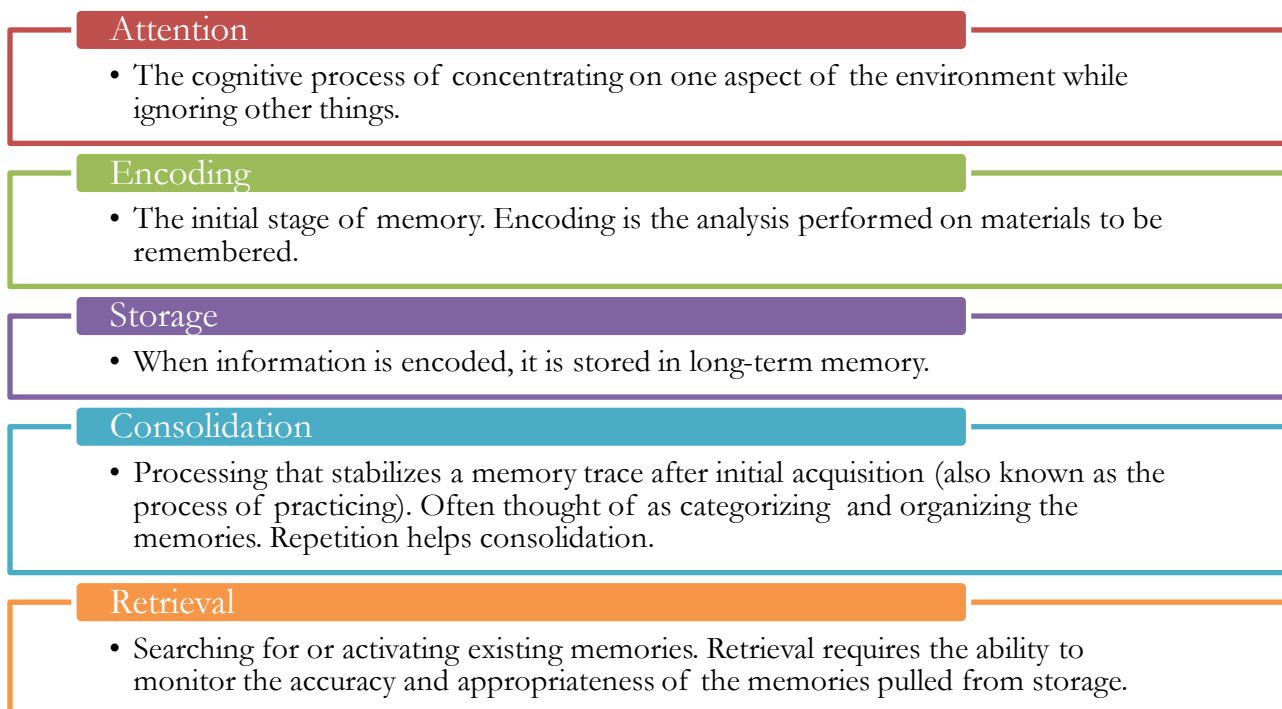 Attention
• The cognitive process of concentrating on one aspect of the environment while
ignoring other things.
Encoding
• The initial stage of memory. Encoding is the analysis performed on materials to be
remembered.
Storage
• When information is encoded, it is stored in long-term memory.
Consolidation
• Processing that stabilizes a memory trace after initial acquisition (also known as the
process of practicing). Often thought of as categorizing and organizing the
memories. Repetition helps consolidation.
Retrieval
• Searching for or activating existing memories. Retrieval requires the ability to
monitor the accuracy and appropriateness of the memories pulled from storage.